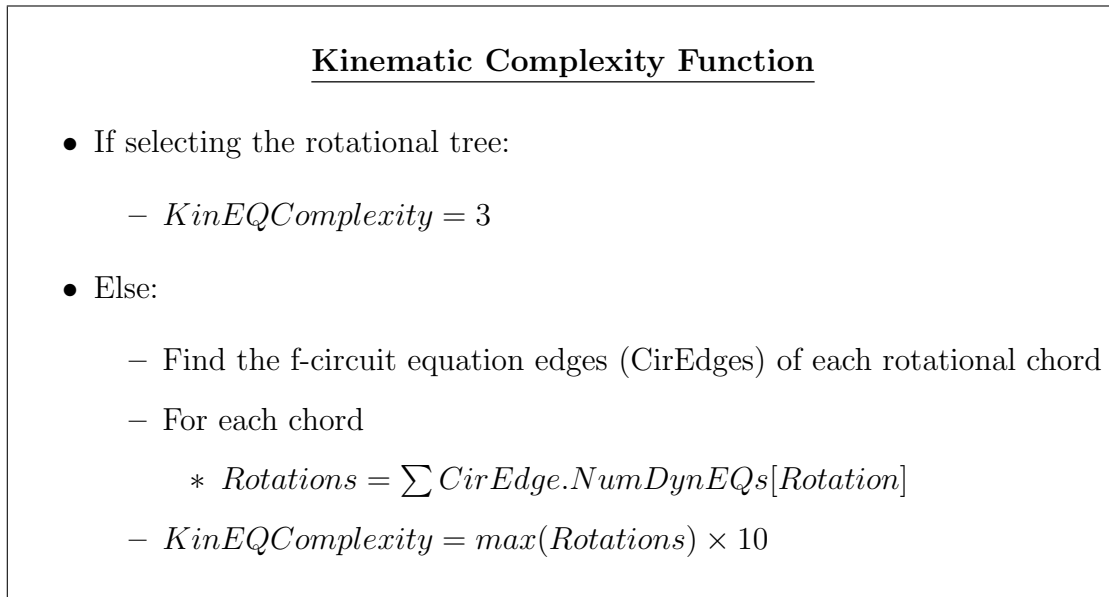 Kinematic Complexity Function
• If selecting the rotational tree:
– KinEQComplexity = 3
• Else:
– Find the f-circuit equation edges (CirEdges) of each rotational chord
– For each chord
∗ Rotations = ∑ CirEdge.NumDynEQs[Rotation]
– KinEQComplexity = max(Rotations) × 10